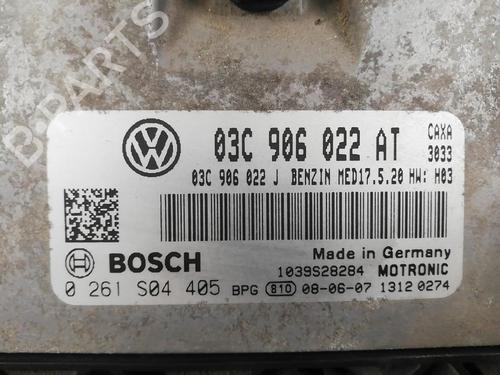 B-PARTS
03C 906 022 AT CAXA
3033
03C 906 022 J BENZIN MED17.5.20 HW: H03
Made in Germany
BOSCH 1039S28284 MOTRONIC
0 261 S04 405 BPG 810 08-06-07 1312 0274